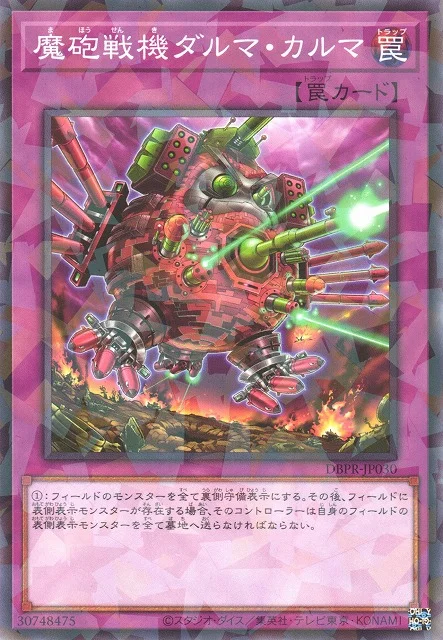 魔砲戦機ダルマ・カルマ 罠
【罠カード】
DBPR-JP030
①：フィールドのモンスターを全て裏側守備表示にする。その後、フィールドに
表側表示モンスターが存在する場合、そのコントローラーは自身のフィールドの
表側表示モンスターを全て墓地へ送らなければならない。
30748475
©スタジオ・ダイス／集英社・テレビ東京・KONAMI